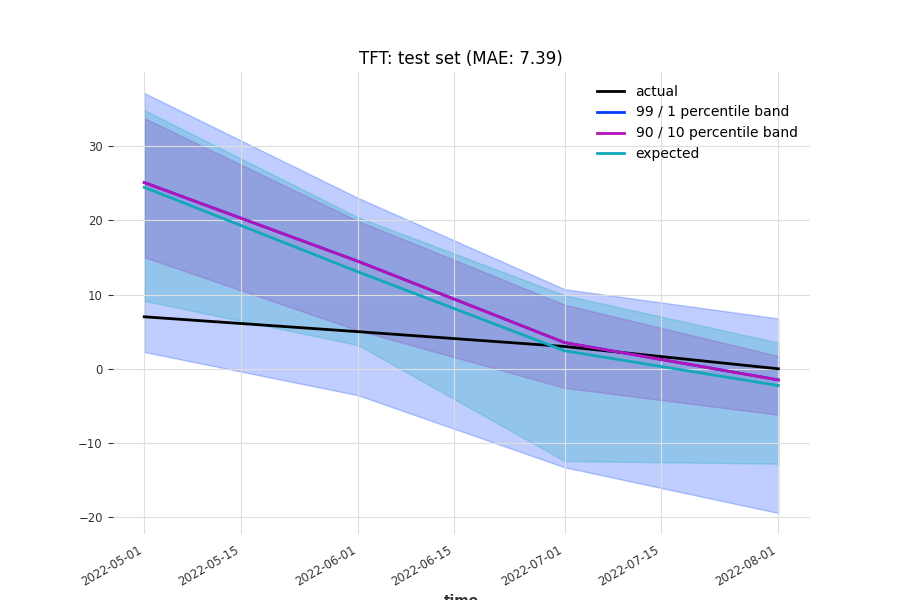 TFT: test set (MAE: 7.39)
actual
99 / 1 percentile band
90 / 10 percentile band
expected
30
20
10
0
−10
−20
2022-05-01
2022-05-15
2022-06-01
2022-06-15
2022-07-01
2022-07-15
2022-08-01
time